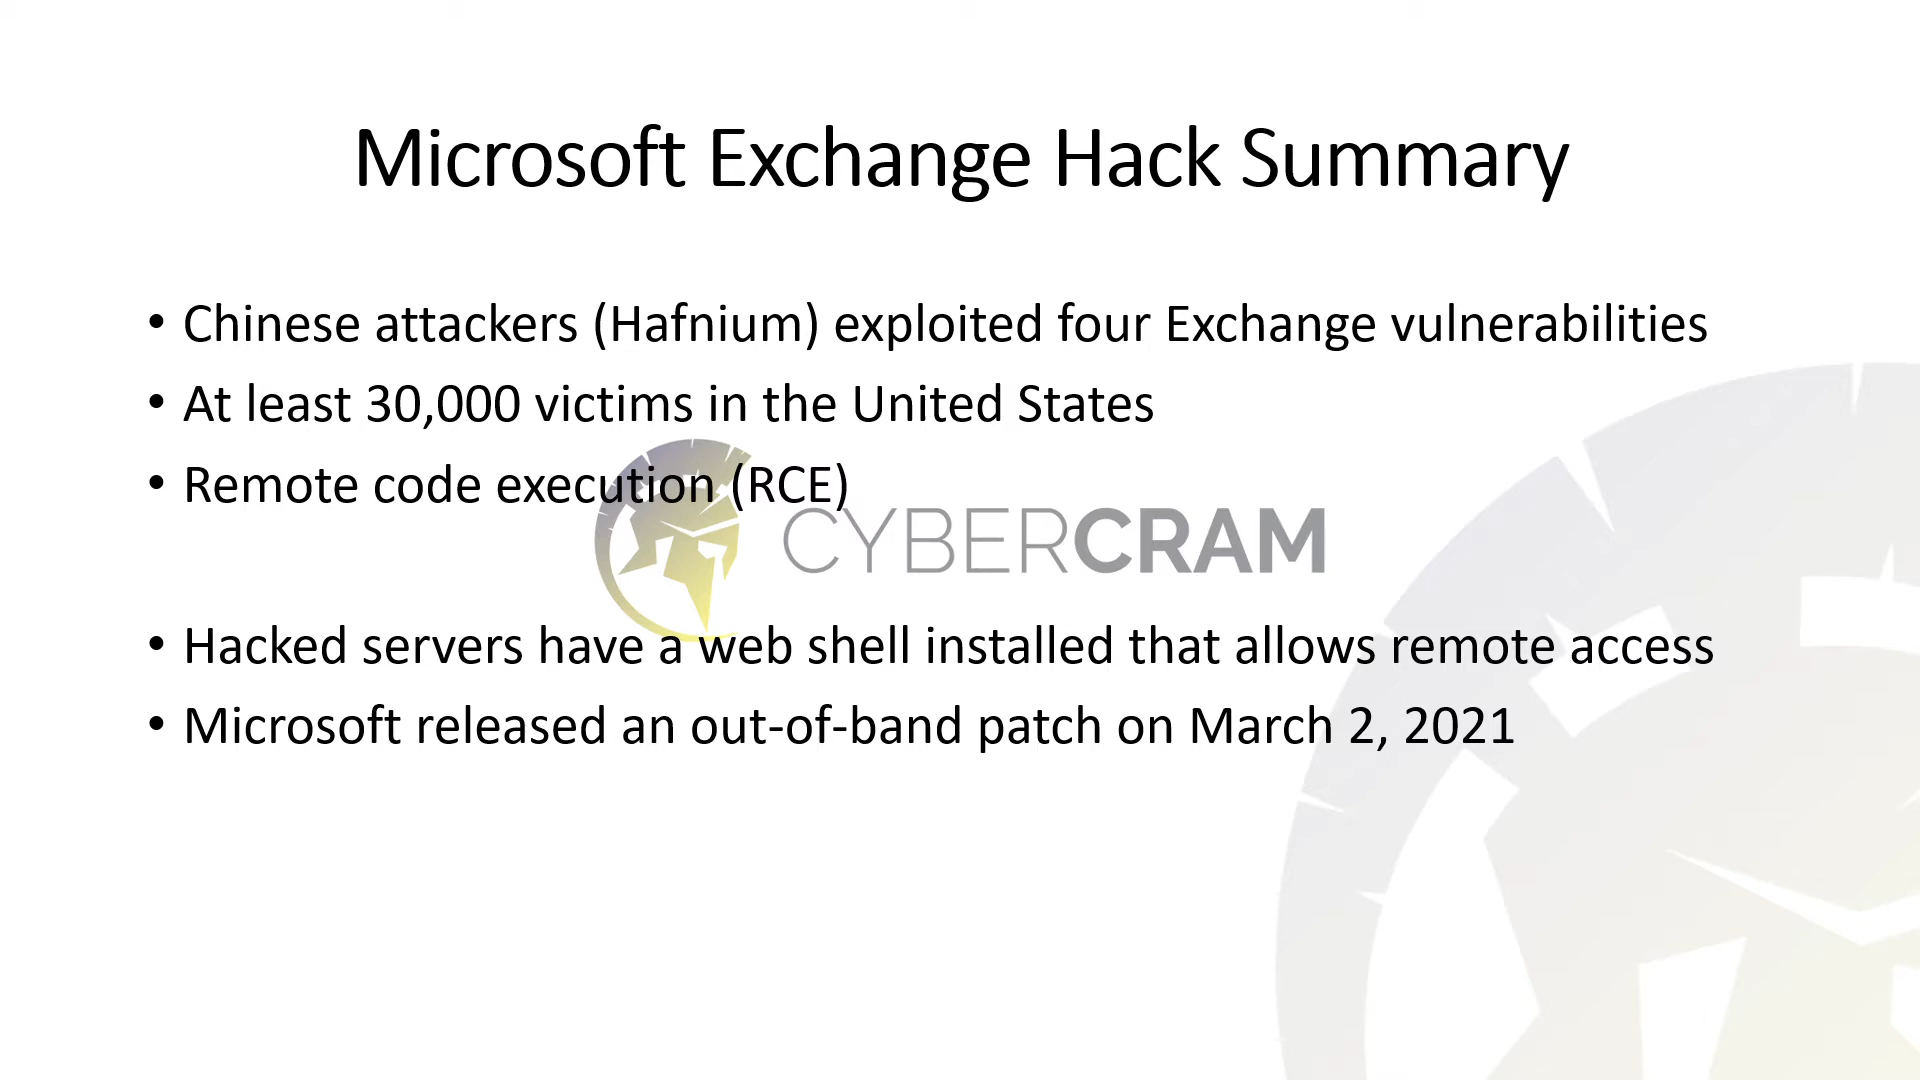 Microsoft Exchange Hack Summary
• Chinese attackers (Hafnium) exploited four Exchange vulnerabilities
• At least 30,000 victims in the United States
• Remote code execution (RCE)
CYBERCRAM
• Hacked servers have a web shell installed that allows remote access
• Microsoft released an out-of-band patch on March 2, 2021